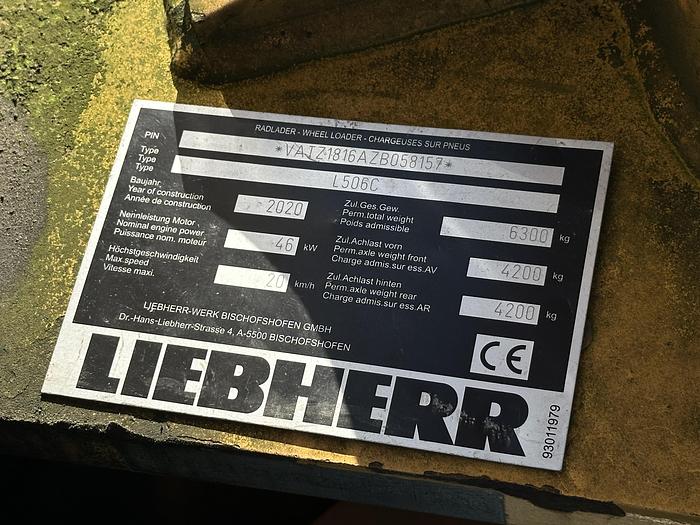 RADLADER - WHEEL LOADER - CHARGEUSES SUR PNEUS
PIN *VATZ1816AZB058157*
Type
Type L506C
Type
Baujahr
Year of construction 2020
Année de construction
Zul.Ges.Gew.
Perm.total weight 6300 kg
Poids admissible
Nennleistung Motor
Nominal engine power 46 kW
Puissance nom. moteur
Zul.Achlast vorn
Perm.axle weight front 4200 kg
Charge admis.sur ess.AV
Höchstgeschwindigkeit
Max.speed 20 km/h
Vitesse maxi.
Zul.Achlast hinten
Perm.axle weight rear 4200 kg
Charge admis.sur ess.AR
LIEBHERR-WERK BISCHOFSHOFEN GMBH
Dr.-Hans-Liebherr-Strasse 4, A-5500 BISCHOFSHOFEN
CE
LIEBHERR
93011979